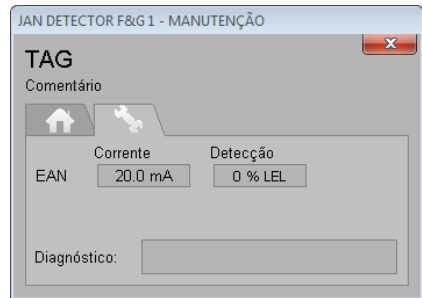 JAN DETECTOR F&G 1 - MANUTENÇÃO
TAG
Comentário
Corrente Detecção
EAN 20.0 mA 0 % LEL
Diagnóstico: